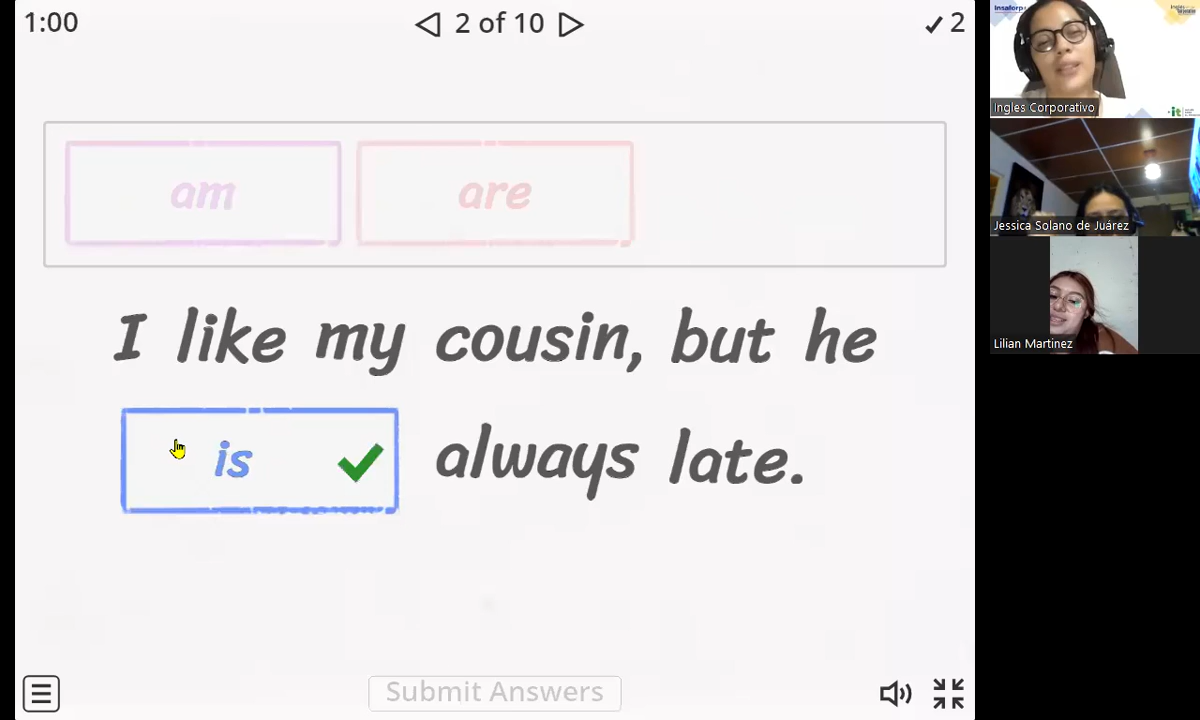 1:00
2 of 10
2
am
are
I like my cousin, but he
is always late.
Submit Answers
Insaforp
Ingles Corporativo
Jessica Solano de Juárez
Lilian Martinez